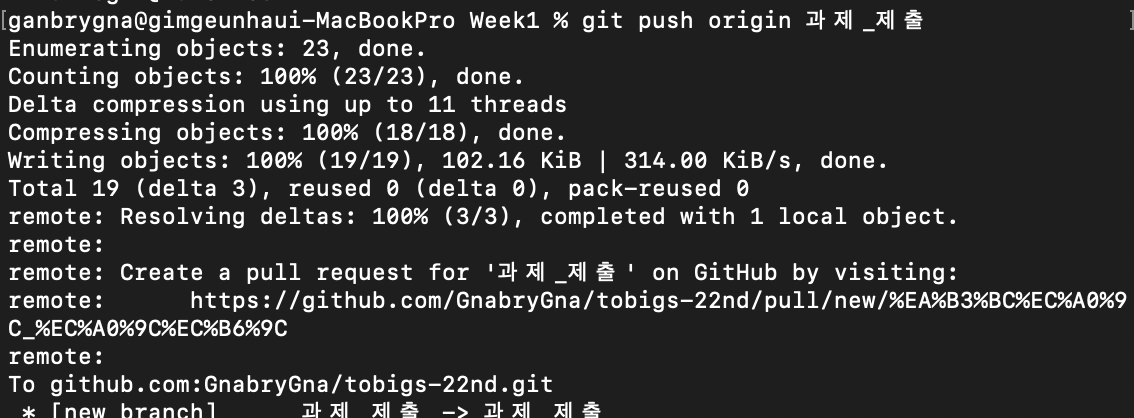 ganbrygna@gimgeunhaui-MacBookPro Week1 % git push origin 과제_제출
Enumerating objects: 23, done.
Counting objects: 100% (23/23), done.
Delta compression using up to 11 threads
Compressing objects: 100% (18/18), done.
Writing objects: 100% (19/19), 102.16 KiB | 314.00 KiB/s, done.
Total 19 (delta 3), reused 0 (delta 0), pack-reused 0
remote: Resolving deltas: 100% (3/3), completed with 1 local object.
remote:
remote: Create a pull request for '과제_제출' on GitHub by visiting:
remote:      https://github.com/GnabryGna/tobigs-22nd/pull/new/%EA%B3%BC%EC%A0%9
C_%EC%A0%9C%EC%B6%9C
remote:
To github.com:GnabryGna/tobigs-22nd.git
 * [new branch]      과제_제출 -> 과제_제출